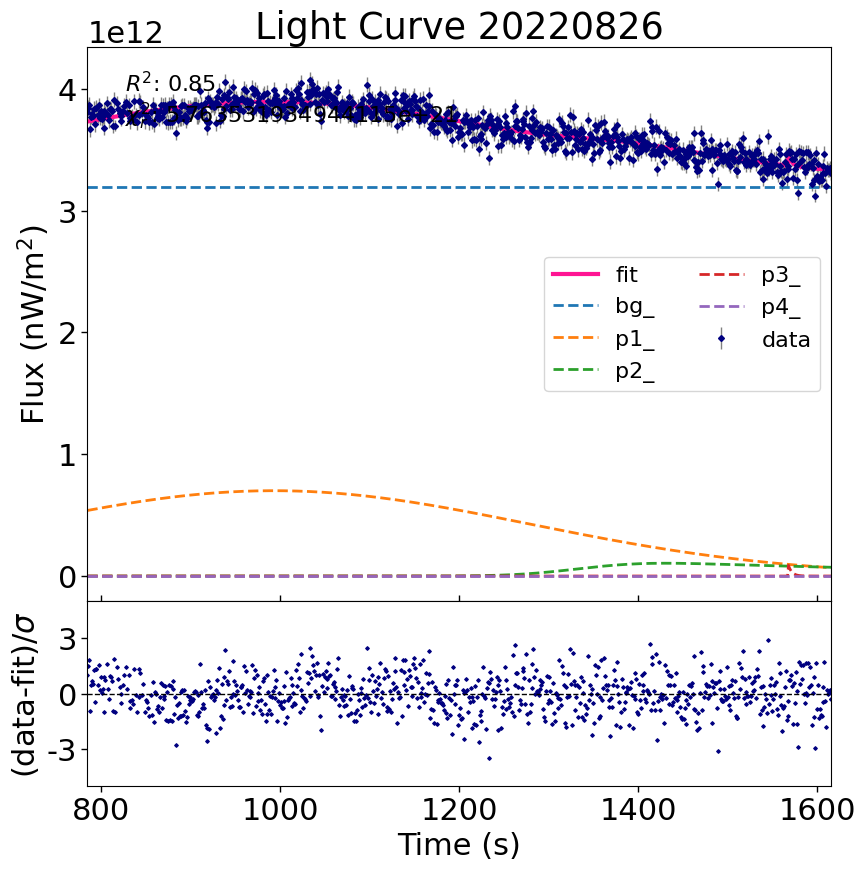 Light Curve 20220826
1e12
R²: 0.85
4
3
2
1
0
Flux (nW/m²)
fit
bg_
p1_
p2_
p3_
p4_
data
3
0
-3
(data-fit)/σ
800 1000 1200 1400 1600
Time (s)